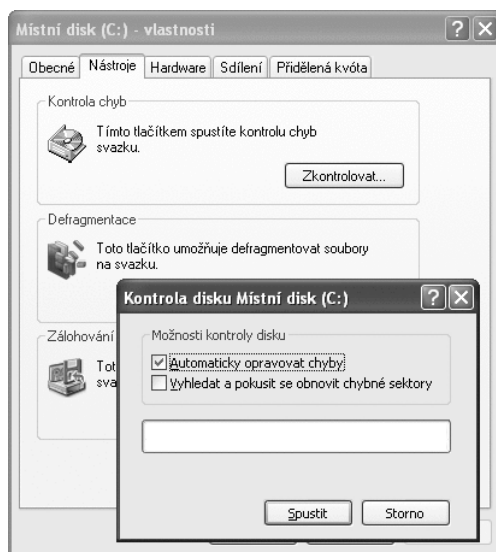 Místní disk (C:) - vlastnosti
Obecné Nástroje Hardware Sdílení Přidělená kvóta
Kontrola chyb
Tímto tlačítkem spustíte kontrolu chyb
svazku.
Zkontrolovat...
Defragmentace
Toto tlačítko umožňuje defragmentovat soubory
na svazku.
Zálohování
Kontrola disku Místní disk (C:)
Možnosti kontroly disku
Automaticky opravovat chyby
Vyhledat a pokusit se obnovit chybné sektory
Spustit Storno